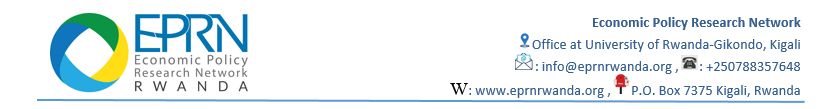 EPRN
Economic Policy
Research Network
RWANDA
Economic Policy Research Network
Office at University of Rwanda-Gikondo, Kigali
: info@eprnrwanda.org , : +250788357648
W: www.eprnrwanda.org , P.O. Box 7375 Kigali, Rwanda